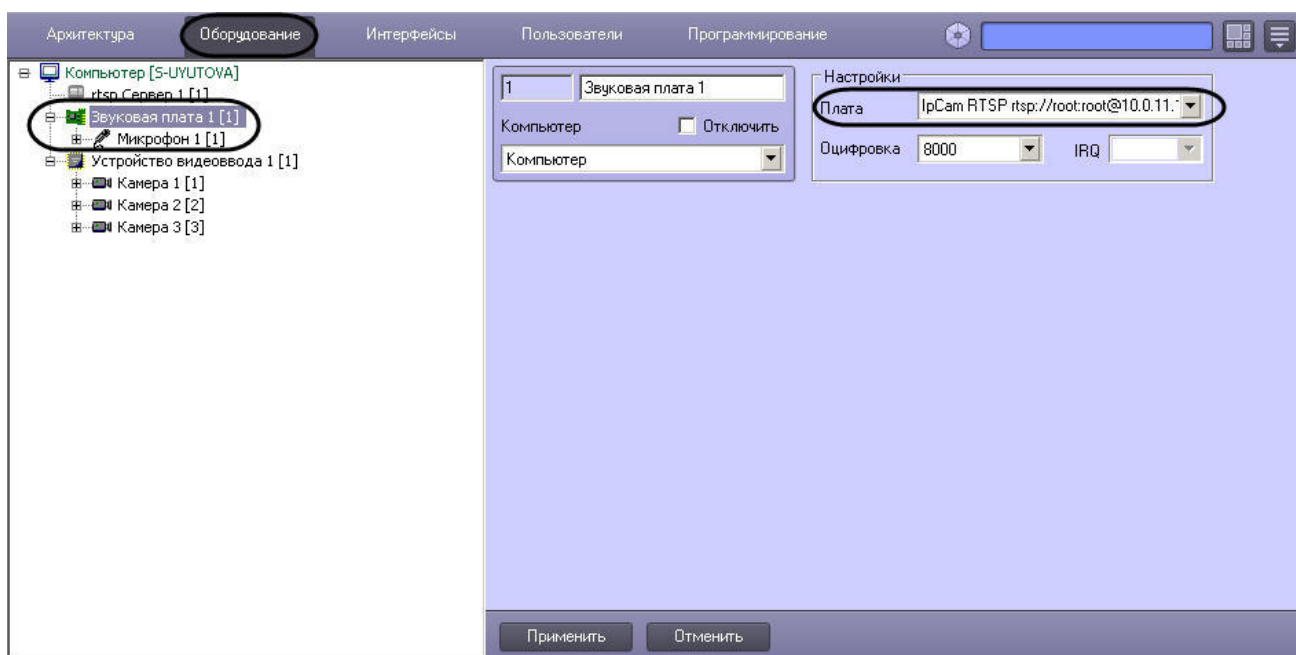 Архитектура Оборудование Интерфейсы Пользователи Программирование
Компьютер [S-UYUTOVA]
rtsp Сервер 1 [1]
Звуковая плата 1 [1]
Микрофон 1 [1]
Устройство видеоввода 1 [1]
Камера 1 [1]
Камера 2 [2]
Камера 3 [3]
1 Звуковая плата 1
Компьютер Отключить
Компьютер
Настройки
Плата IpCam RTSP rtsp://root:root@10.0.11.
Оцифровка 8000 IRQ
Применить Отменить